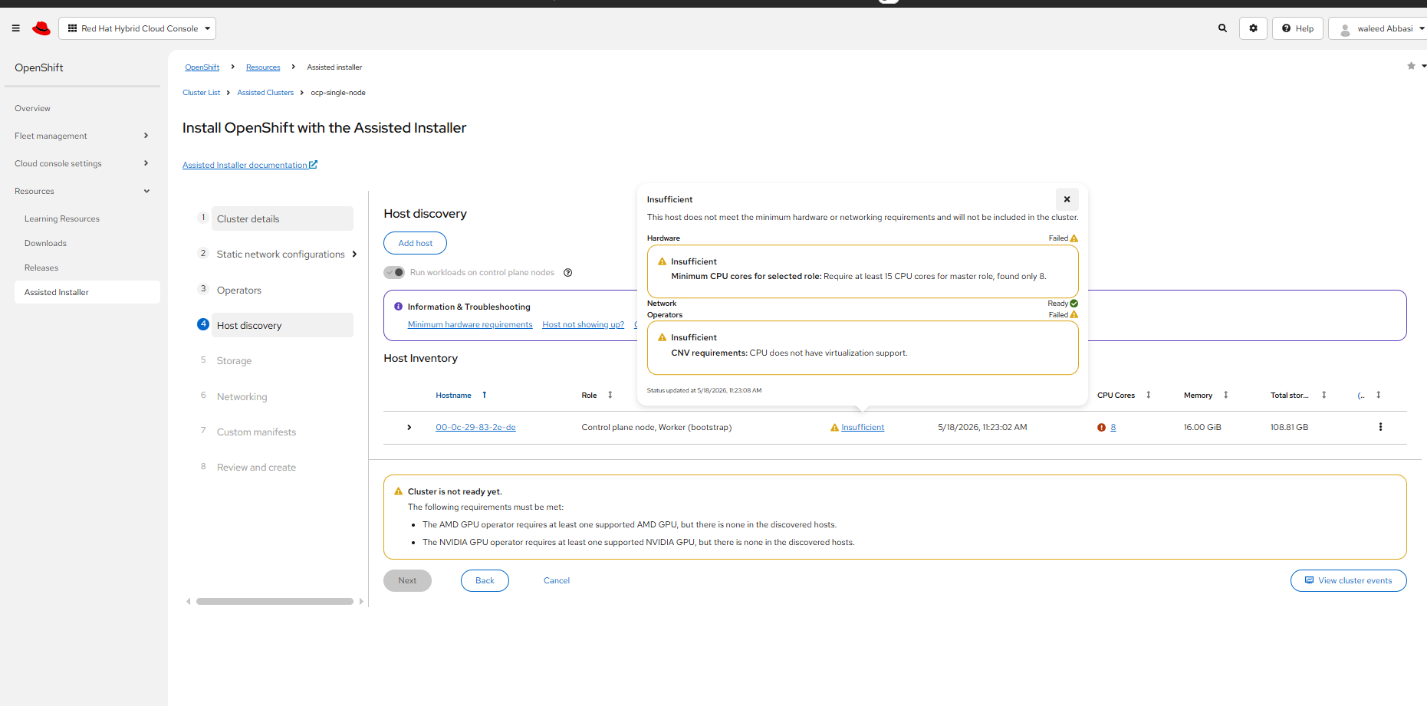 Red Hat Hybrid Cloud Console
Help
waleed Abbasi
OpenShift
Overview
Fleet management
Cloud console settings
Resources
Learning Resources
Downloads
Releases
Assisted Installer
OpenShift > Resources > Assisted installer
Cluster List > Assisted Clusters > ocp-single-node
Install OpenShift with the Assisted Installer
Assisted Installer documentation
1 Cluster details
2 Static network configurations
3 Operators
4 Host discovery
5 Storage
6 Networking
7 Custom manifests
8 Review and create
Host discovery
Add host
Run workloads on control plane nodes
Information & Troubleshooting
Minimum hardware requirements Host not showing up?
Insufficient
This host does not meet the minimum hardware or networking requirements and will not be included in the cluster.
Hardware Failed
Insufficient
Minimum CPU cores for selected role: Require at least 15 CPU cores for master role, found only 8.
Network Ready
Operators Failed
Insufficient
CNV requirements: CPU does not have virtualization support.
Status updated at 5/18/2026, 11:23:08 AM
Host Inventory
Hostname Role CPU Cores Memory Total stor... (..
00-0c-29-83-2e-de Control plane node, Worker (bootstrap) Insufficient 5/18/2026, 11:23:02 AM 8 16.00 GiB 108.81 GB
Cluster is not ready yet.
The following requirements must be met:
• The AMD GPU operator requires at least one supported AMD GPU, but there is none in the discovered hosts.
• The NVIDIA GPU operator requires at least one supported NVIDIA GPU, but there is none in the discovered hosts.
Next Back Cancel View cluster events